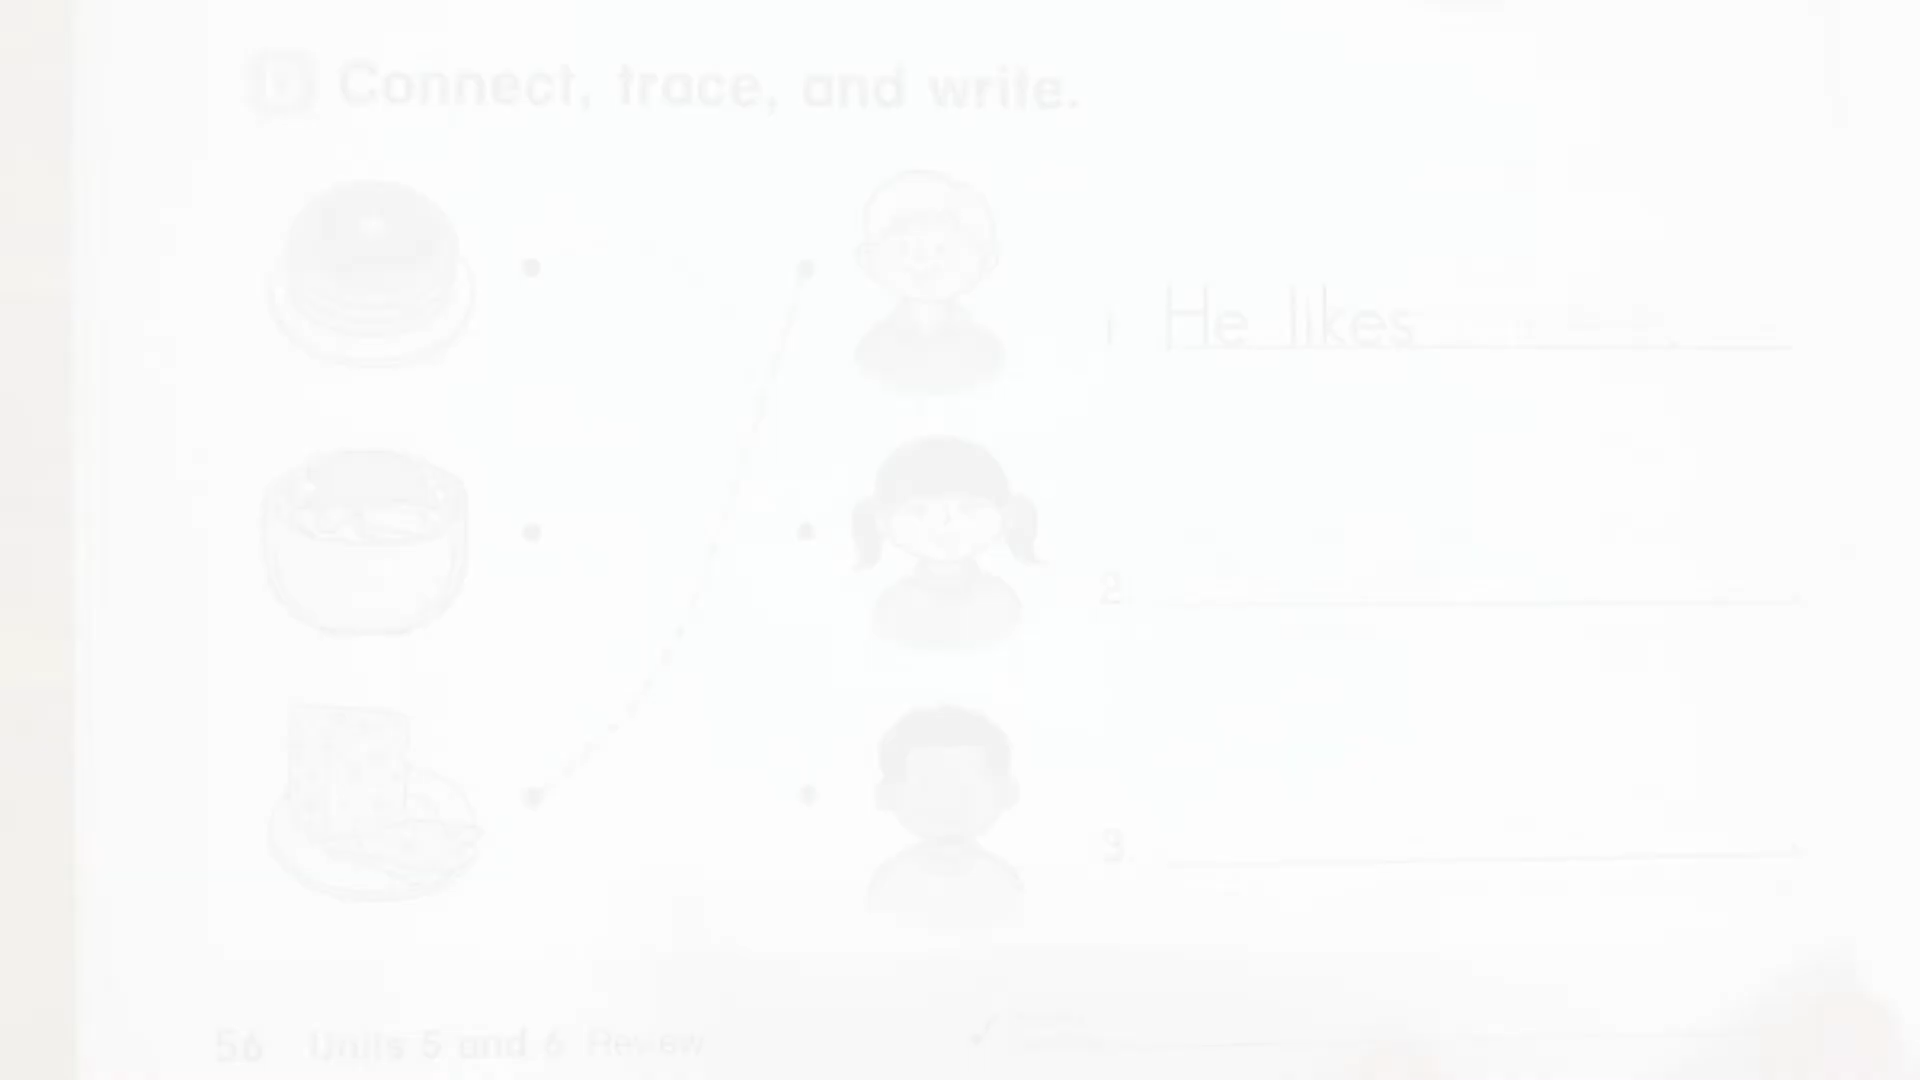 D Connect, trace, and write.
1 He likes
2.
3.
56 Units 5 and 6 Review